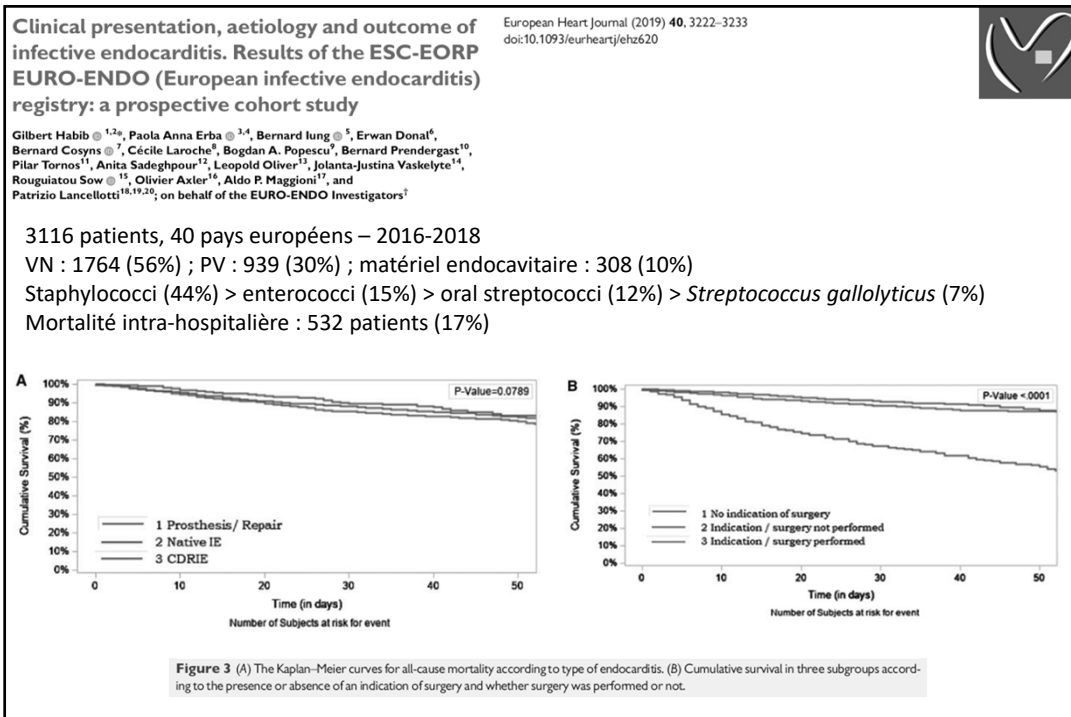 Clinical presentation, aetiology and outcome of
infective endocarditis. Results of the ESC-EORP
EURO-ENDO (European infective endocarditis)
registry: a prospective cohort study
European Heart Journal (2019) 40, 3222–3233
doi:10.1093/eurheartj/ehz620
Gilbert Habib 1,2*, Paola Anna Erba 3,4, Bernard Iung 5, Erwan Donal6,
Bernard Cosyns 7, Cécile Laroche8, Bogdan A. Popescu9, Bernard Prendergast10,
Pilar Tornos11, Anita Sadeghpour12, Leopold Oliver13, Jolanta-Justina Vaskelyte14,
Rouguiatou Sow 15, Olivier Axler16, Aldo P. Maggioni17, and
Patrizio Lancellotti18,19,20; on behalf of the EURO-ENDO Investigators†
3116 patients, 40 pays européens – 2016-2018
VN : 1764 (56%) ; PV : 939 (30%) ; matériel endocavitaire : 308 (10%)
Staphylococci (44%) > enterococci (15%) > oral streptococci (12%) > Streptococcus gallolyticus (7%)
Mortalité intra-hospitalière : 532 patients (17%)
A
P-Value=0.0789
Cumulative Survival (%)
100%
90%
80%
70%
60%
50%
40%
30%
20%
10%
0%
1 Prosthesis/ Repair
2 Native IE
3 CDRIE
0 10 20 30 40 50
Time (in days)
Number of Subjects at risk for event
B
P-Value <.0001
Cumulative Survival (%)
100%
90%
80%
70%
60%
50%
40%
30%
20%
10%
0%
1 No indication of surgery
2 Indication / surgery not performed
3 Indication / surgery performed
0 10 20 30 40 50
Time (in days)
Number of Subjects at risk for event
Figure 3 (A) The Kaplan–Meier curves for all-cause mortality according to type of endocarditis. (B) Cumulative survival in three subgroups accord-
ing to the presence or absence of an indication of surgery and whether surgery was performed or not.